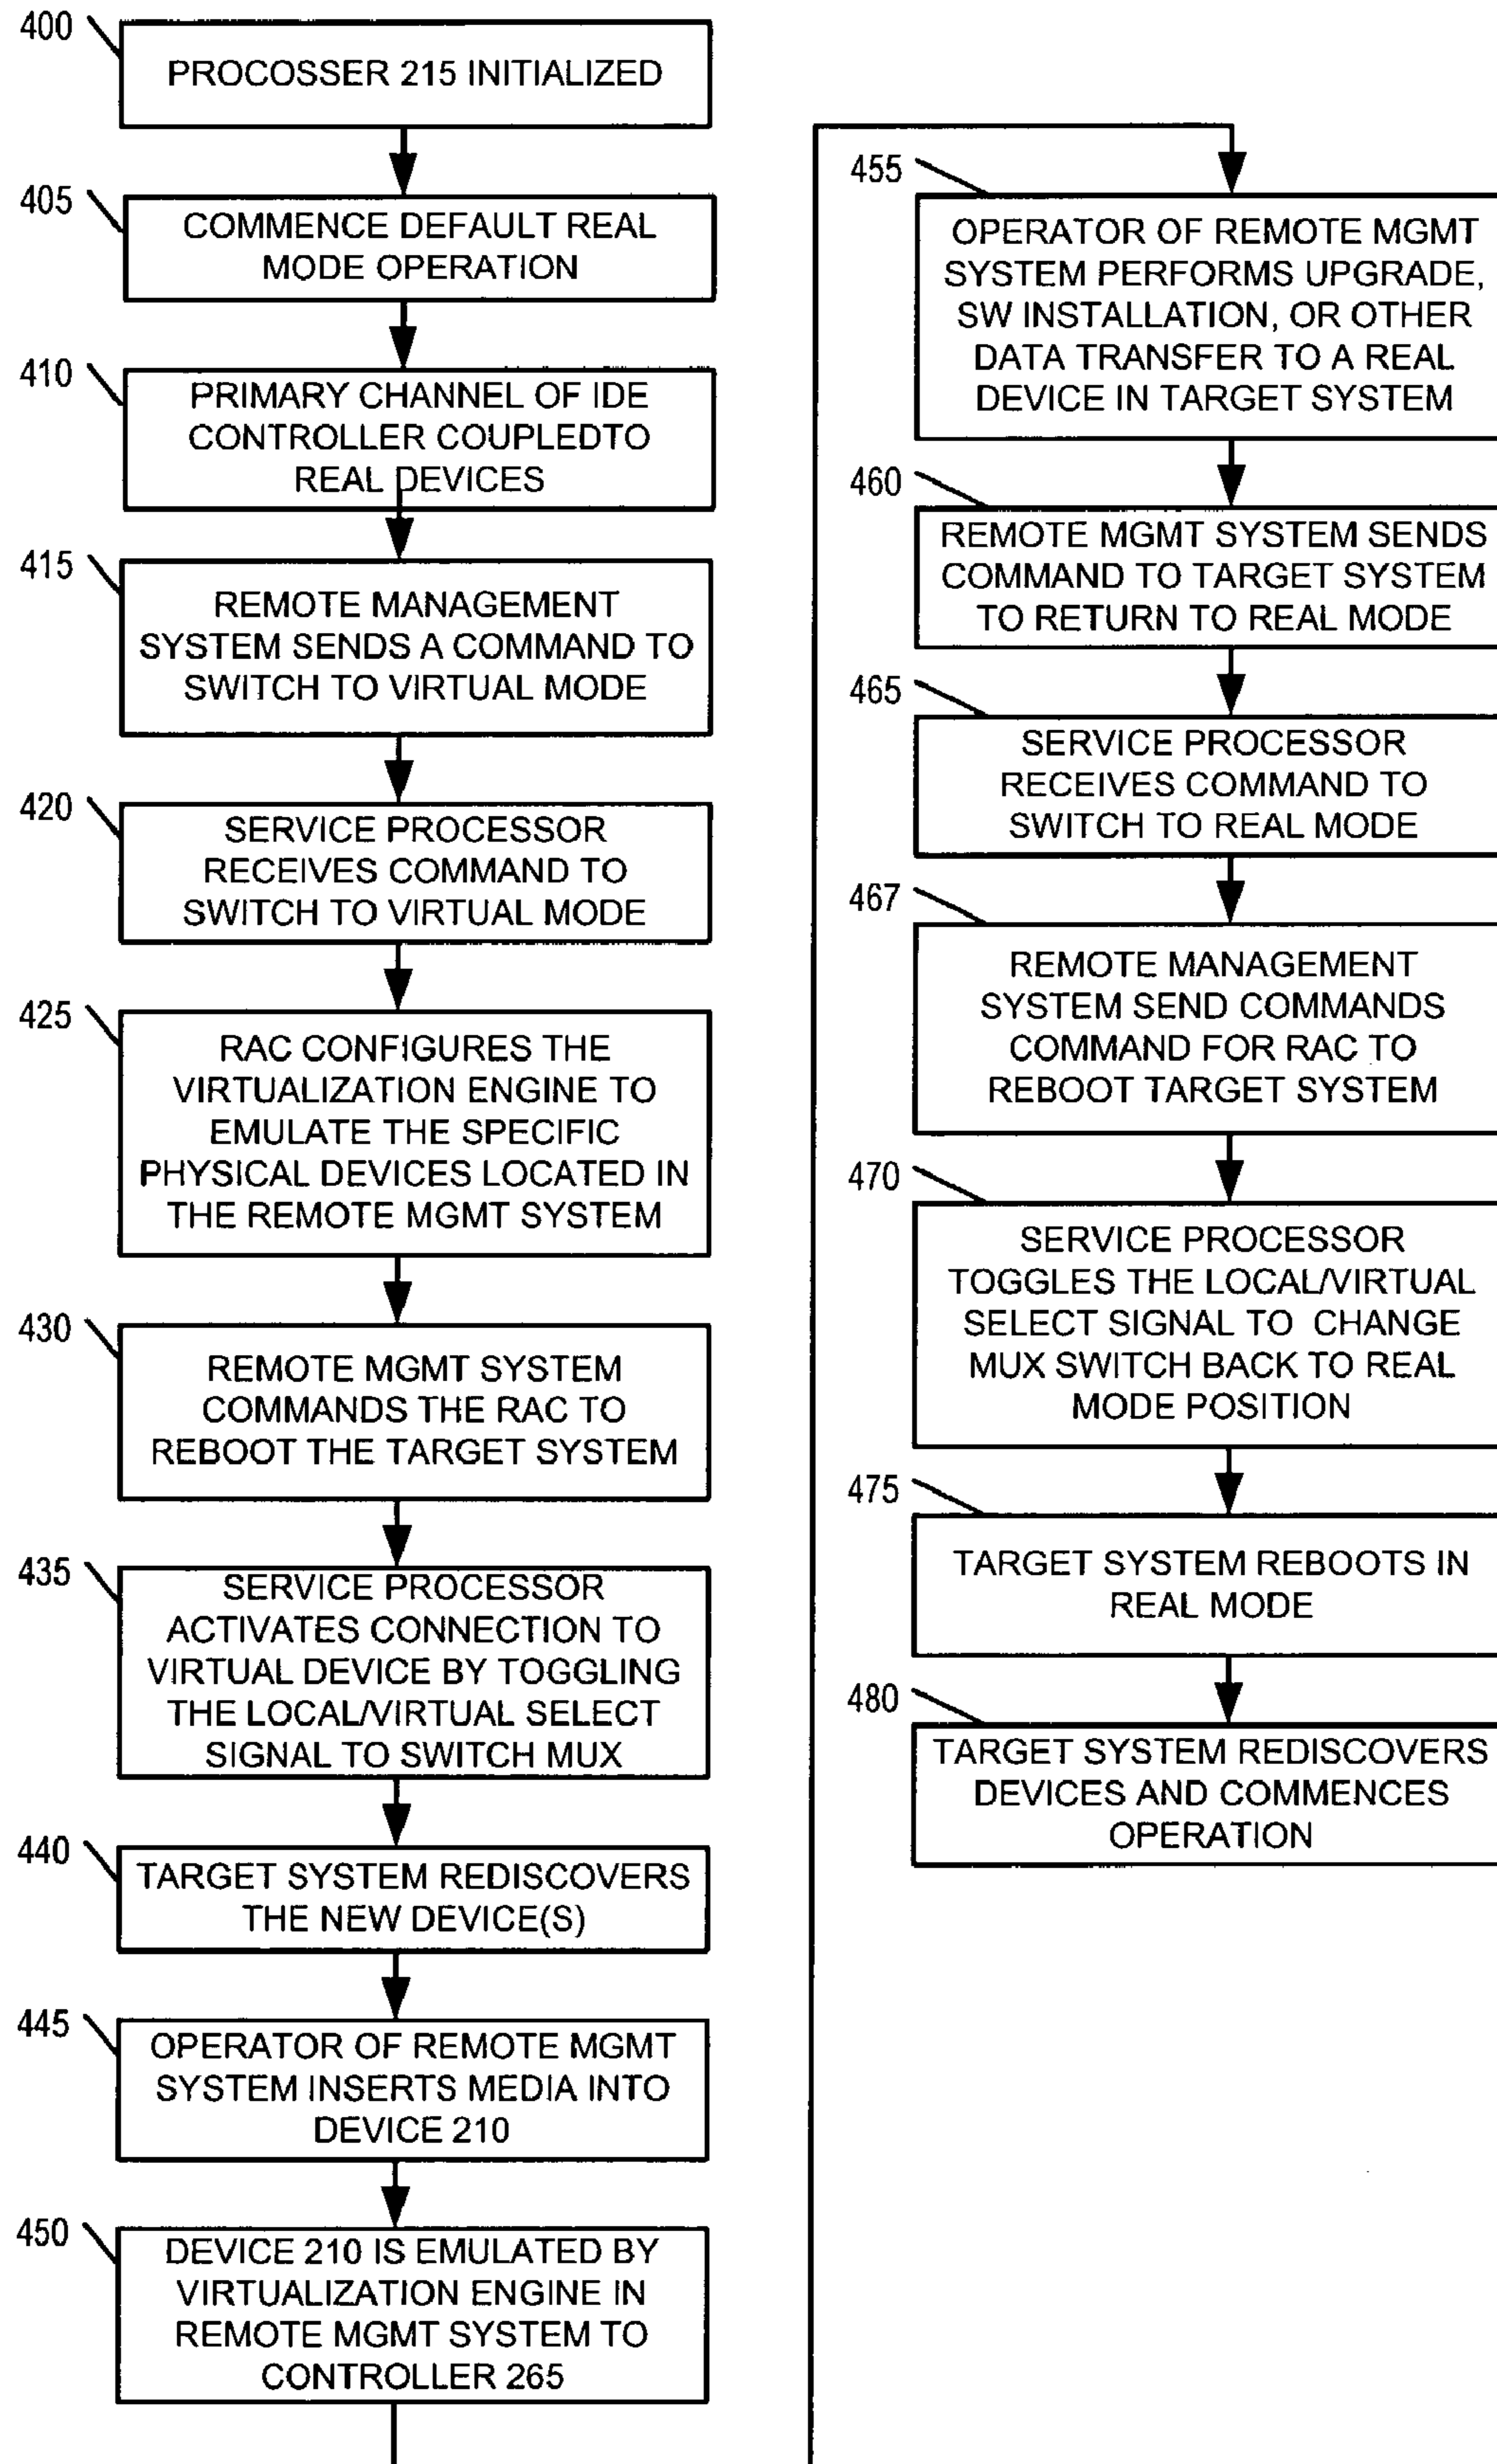 400
PROCOSSER 215 INITIALIZED
405
COMMENCE DEFAULT REAL
MODE OPERATION
410
PRIMARY CHANNEL OF IDE
CONTROLLER COUPLEDTO
REAL DEVICES
415
REMOTE MANAGEMENT
SYSTEM SENDS A COMMAND TO
SWITCH TO VIRTUAL MODE
420
SERVICE PROCESSOR
RECEIVES COMMAND TO
SWITCH TO VIRTUAL MODE
425
RAC CONFIGURES THE
VIRTUALIZATION ENGINE TO
EMULATE THE SPECIFIC
PHYSICAL DEVICES LOCATED IN
THE REMOTE MGMT SYSTEM
430
REMOTE MGMT SYSTEM
COMMANDS THE RAC TO
REBOOT THE TARGET SYSTEM
435
SERVICE PROCESSOR
ACTIVATES CONNECTION TO
VIRTUAL DEVICE BY TOGGLING
THE LOCAL/VIRTUAL SELECT
SIGNAL TO SWITCH MUX
440
TARGET SYSTEM REDISCOVERS
THE NEW DEVICE(S)
445
OPERATOR OF REMOTE MGMT
SYSTEM INSERTS MEDIA INTO
DEVICE 210
450
DEVICE 210 IS EMULATED BY
VIRTUALIZATION ENGINE IN
REMOTE MGMT SYSTEM TO
CONTROLLER 265
455
OPERATOR OF REMOTE MGMT
SYSTEM PERFORMS UPGRADE,
SW INSTALLATION, OR OTHER
DATA TRANSFER TO A REAL
DEVICE IN TARGET SYSTEM
460
REMOTE MGMT SYSTEM SENDS
COMMAND TO TARGET SYSTEM
TO RETURN TO REAL MODE
465
SERVICE PROCESSOR
RECEIVES COMMAND TO
SWITCH TO REAL MODE
467
REMOTE MANAGEMENT
SYSTEM SEND COMMANDS
COMMAND FOR RAC TO
REBOOT TARGET SYSTEM
470
SERVICE PROCESSOR
TOGGLES THE LOCAL/VIRTUAL
SELECT SIGNAL TO CHANGE
MUX SWITCH BACK TO REAL
MODE POSITION
475
TARGET SYSTEM REBOOTS IN
REAL MODE
480
TARGET SYSTEM REDISCOVERS
DEVICES AND COMMENCES
OPERATION